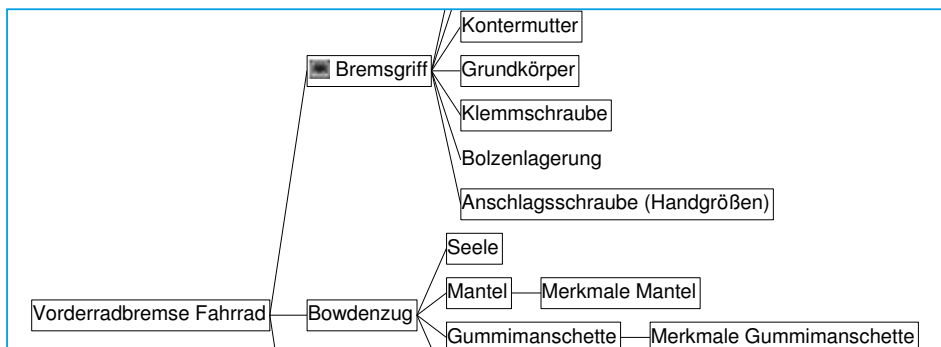 Kontermutter
Bremsgriff
Grundkörper
Klemmschraube
Bolzenlagerung
Anschlagsschraube (Handgrößen)
Seele
Mantel Merkmale Mantel
Vorderradbremse Fahrrad Bowdenzug
Gummimanschette Merkmale Gummimanschette